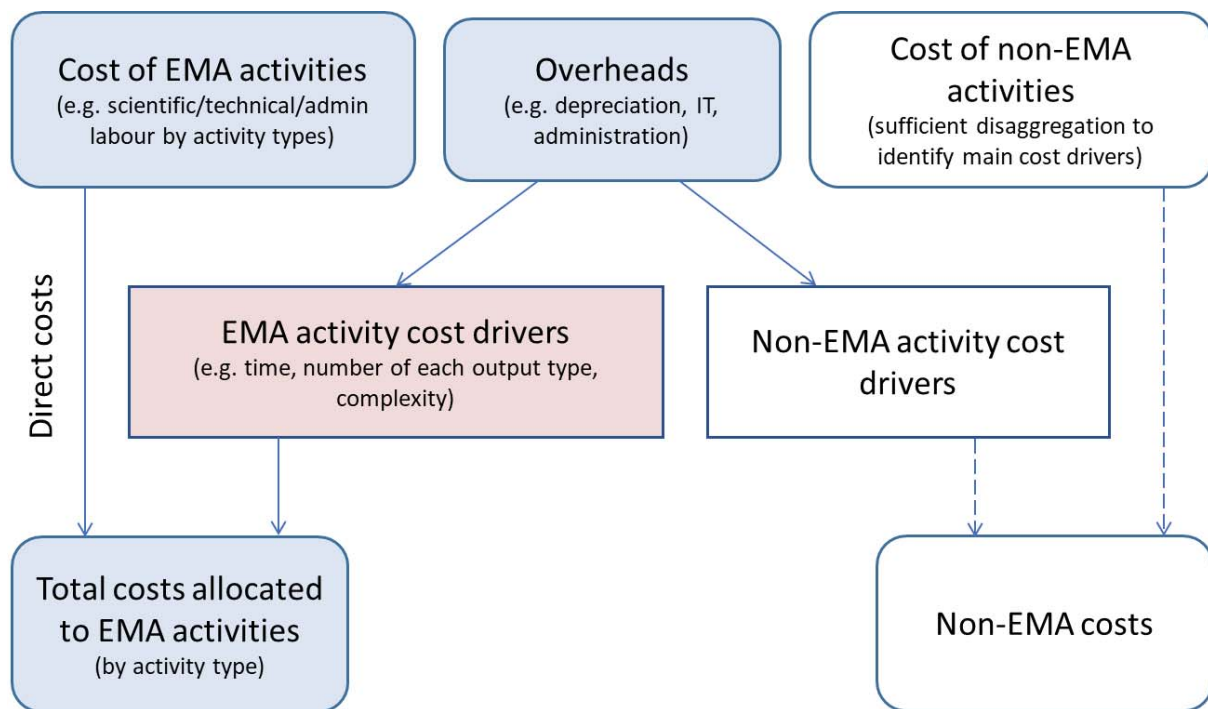 Cost of EMA activities
(e.g. scientific/technical/admin
labour by activity types)
Overheads
(e.g. depreciation, IT,
administration)
Cost of non-EMA
activities
(sufficient disaggregation to
identify main cost drivers)
Direct costs
EMA activity cost drivers
(e.g. time, number of each output type,
complexity)
Non-EMA activity cost
drivers
Total costs allocated
to EMA activities
(by activity type)
Non-EMA costs